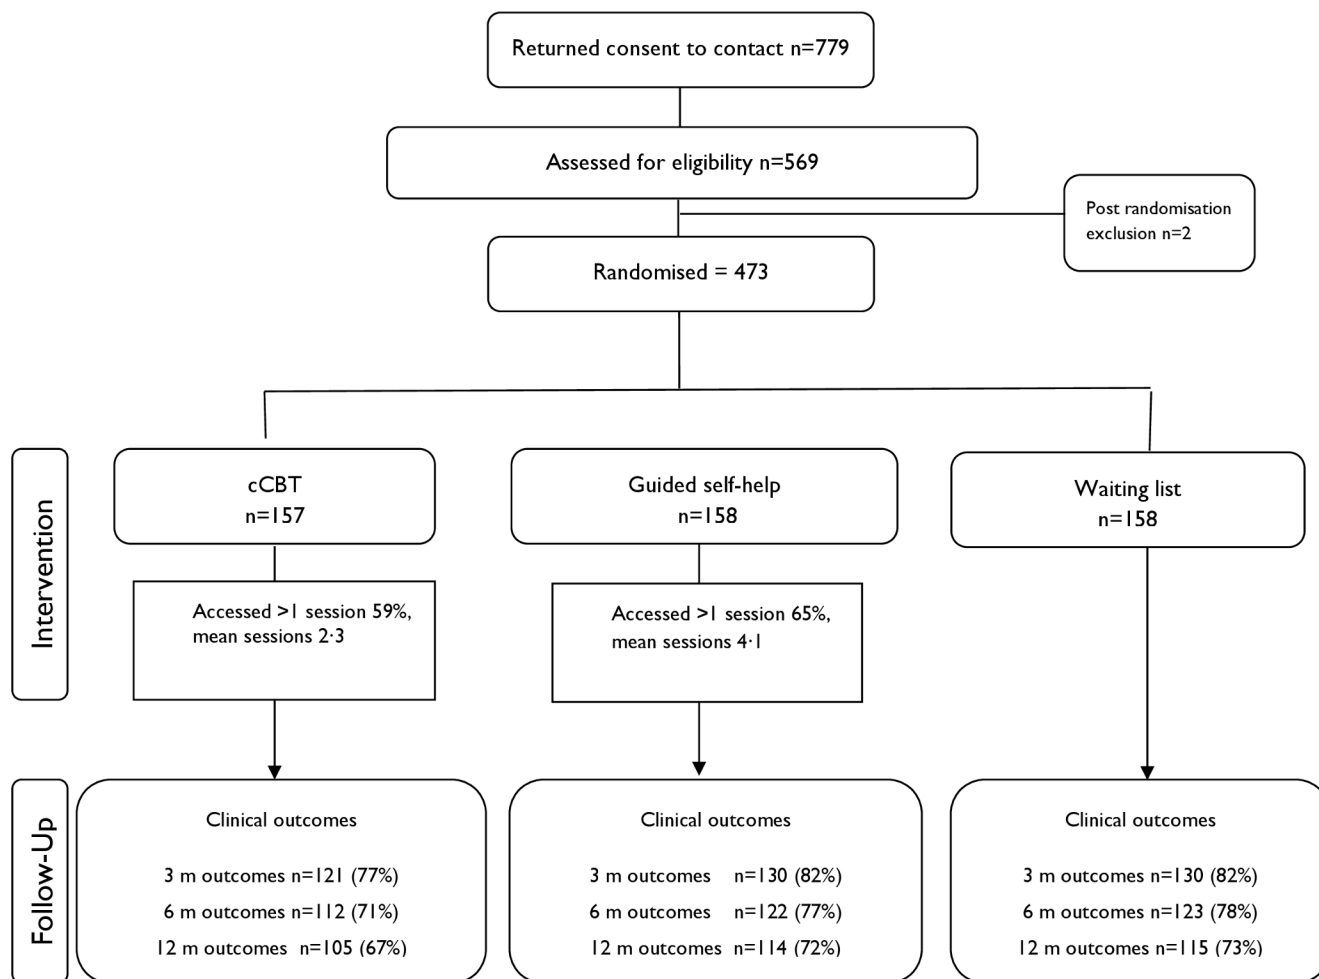 Returned consent to contact n=779
Assessed for eligibility n=569
Post randomisation
exclusion n=2
Randomised = 473
Intervention
cCBT
n=157
Guided self-help
n=158
Waiting list
n=158
Accessed >1 session 59%,
mean sessions 2·3
Accessed >1 session 65%,
mean sessions 4·1
Follow-Up
Clinical outcomes
3 m outcomes n=121 (77%)
6 m outcomes n=112 (71%)
12 m outcomes n=105 (67%)
Clinical outcomes
3 m outcomes n=130 (82%)
6 m outcomes n=122 (77%)
12 m outcomes n=114 (72%)
Clinical outcomes
3 m outcomes n=130 (82%)
6 m outcomes n=123 (78%)
12 m outcomes n=115 (73%)